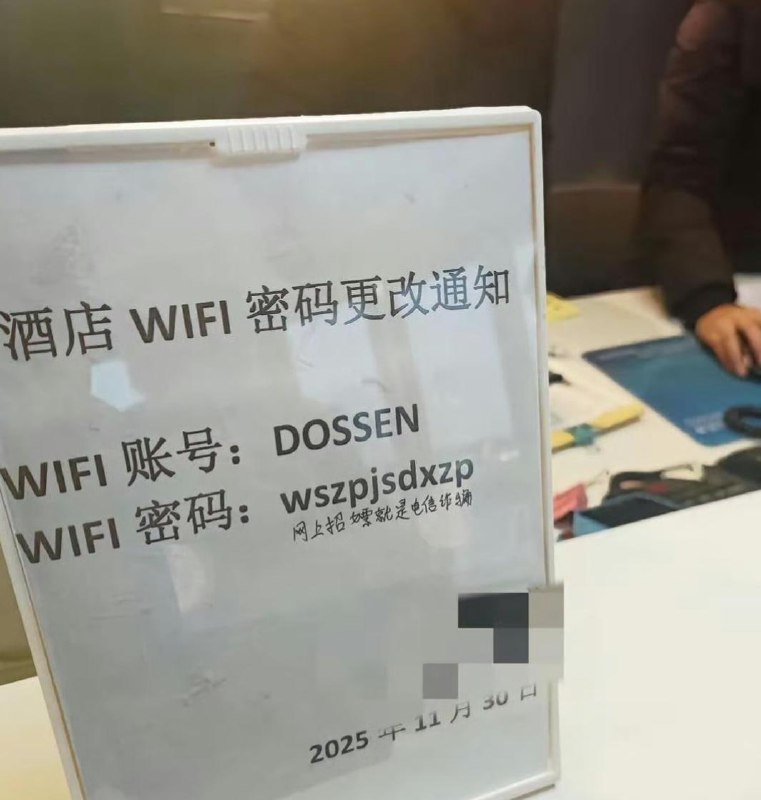 酒店 WIFI 密码更改通知
WIFI 账号：DOSSEN
WIFI 密码：wszpjsdxzp
网上招嫖就是电信诈骗
2025 年 11 月 30 日